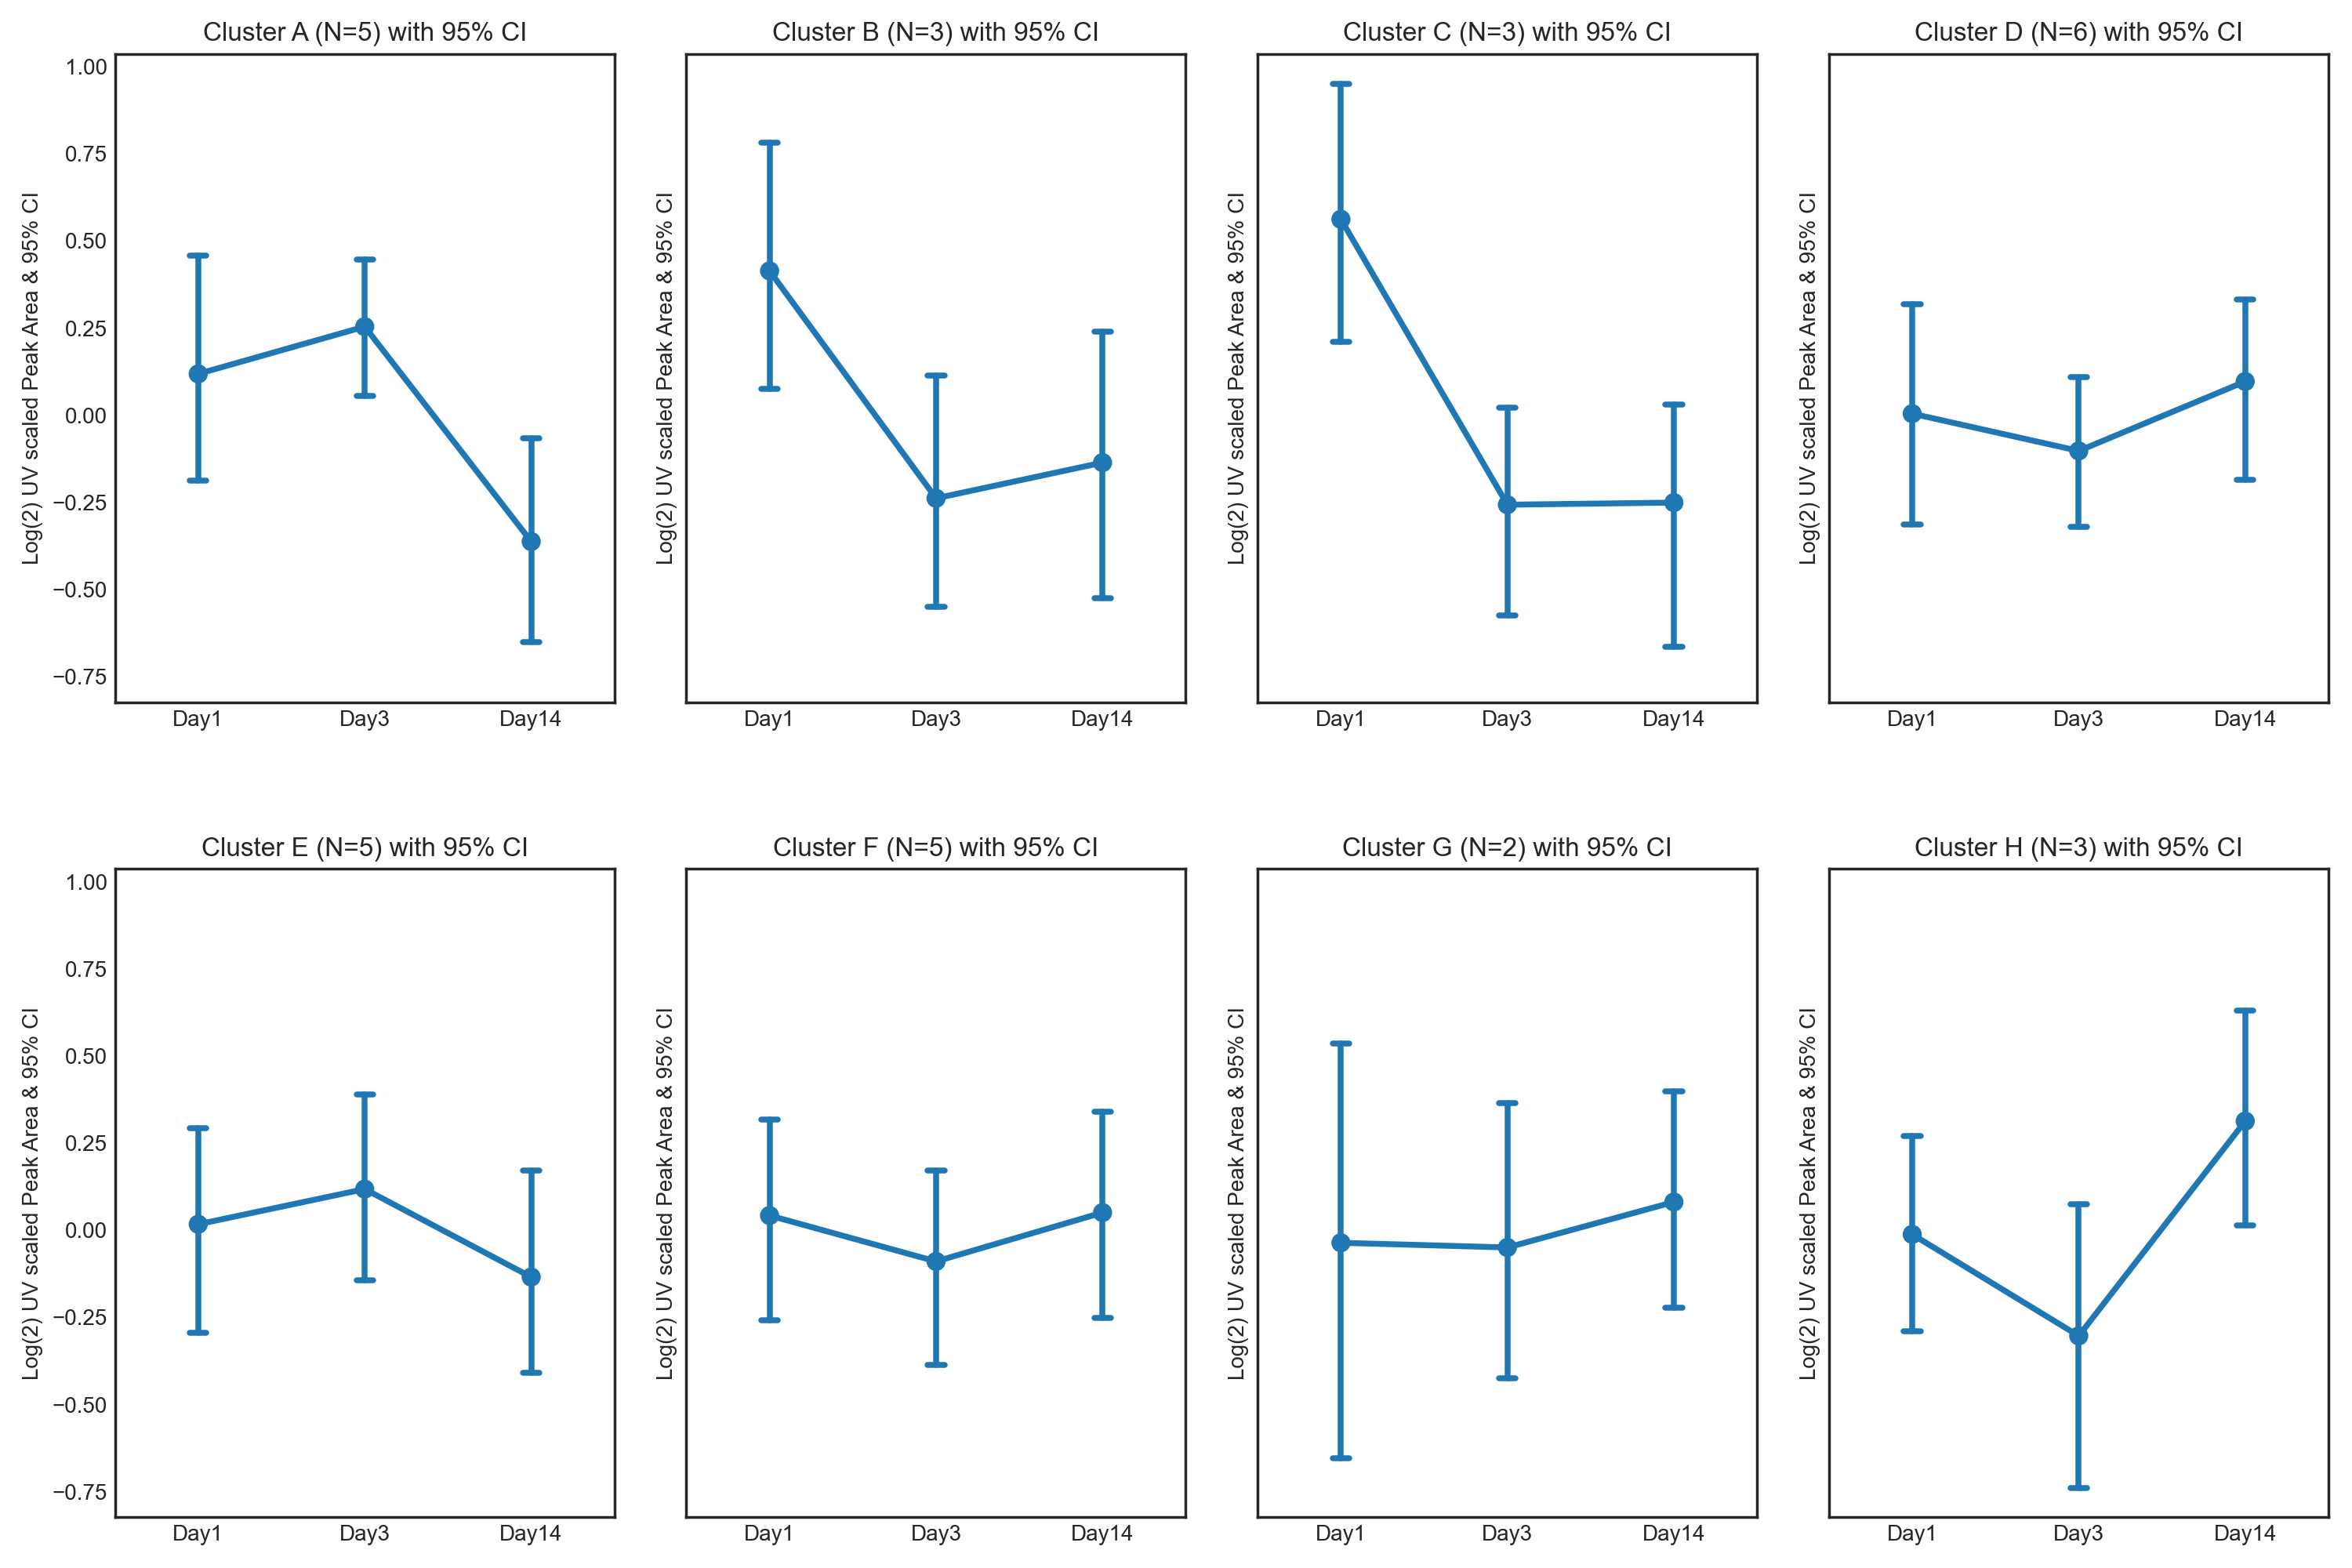 Cluster A (N=5) with 95% CI
Cluster B (N=3) with 95% CI
Cluster C (N=3) with 95% CI
Cluster D (N=6) with 95% CI
Log(2) UV scaled Peak Area & 95% CI
1.00
0.75
0.50
0.25
0.00
−0.25
−0.50
−0.75
Day1 Day3 Day14
Log(2) UV scaled Peak Area & 95% CI
Day1 Day3 Day14
Log(2) UV scaled Peak Area & 95% CI
Day1 Day3 Day14
Log(2) UV scaled Peak Area & 95% CI
Day1 Day3 Day14
Cluster E (N=5) with 95% CI
Cluster F (N=5) with 95% CI
Cluster G (N=2) with 95% CI
Cluster H (N=3) with 95% CI
Log(2) UV scaled Peak Area & 95% CI
1.00
0.75
0.50
0.25
0.00
−0.25
−0.50
−0.75
Day1 Day3 Day14
Log(2) UV scaled Peak Area & 95% CI
Day1 Day3 Day14
Log(2) UV scaled Peak Area & 95% CI
Day1 Day3 Day14
Log(2) UV scaled Peak Area & 95% CI
Day1 Day3 Day14